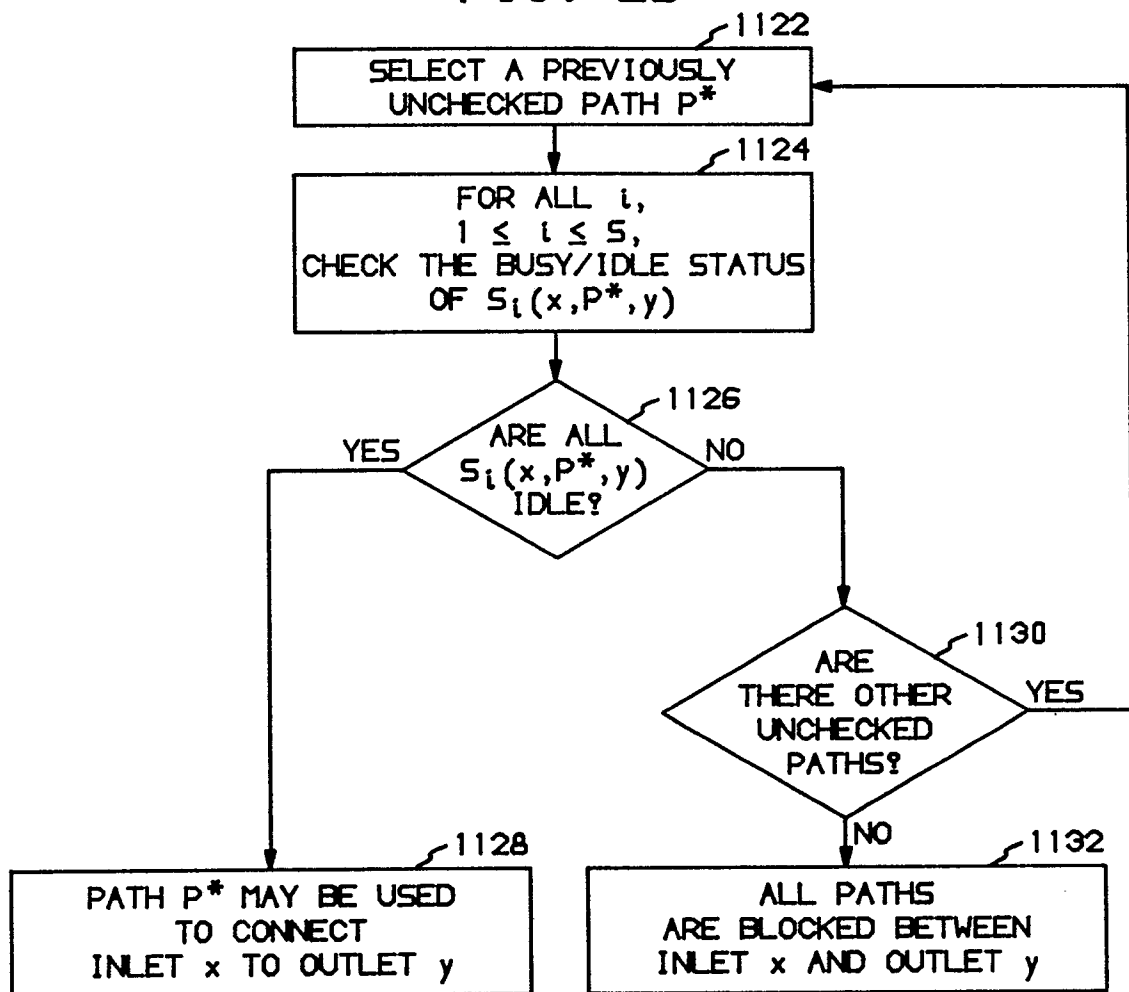 1122
SELECT A PREVIOUSLY
UNCHECKED PATH P*
1124
FOR ALL i,
1 ≤ i ≤ S,
CHECK THE BUSY/IDLE STATUS
OF Si(x,P*,y)
1126
YES
ARE ALL
Si(x,P*,y)
IDLE?
NO
1130
ARE
THERE OTHER
UNCHECKED
PATHS?
YES
NO
1128
PATH P* MAY BE USED
TO CONNECT
INLET x TO OUTLET y
1132
ALL PATHS
ARE BLOCKED BETWEEN
INLET x AND OUTLET y